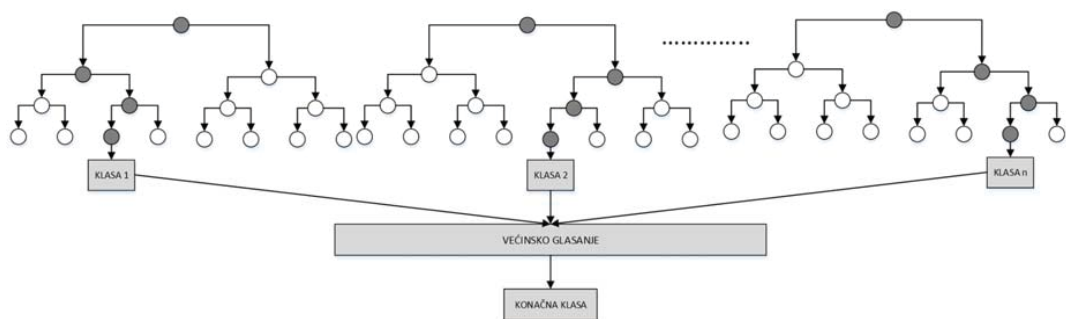 KLASA 1
KLASA 2
KLASA n
VEĆINSKO GLASANJE
KONAČNA KLASA